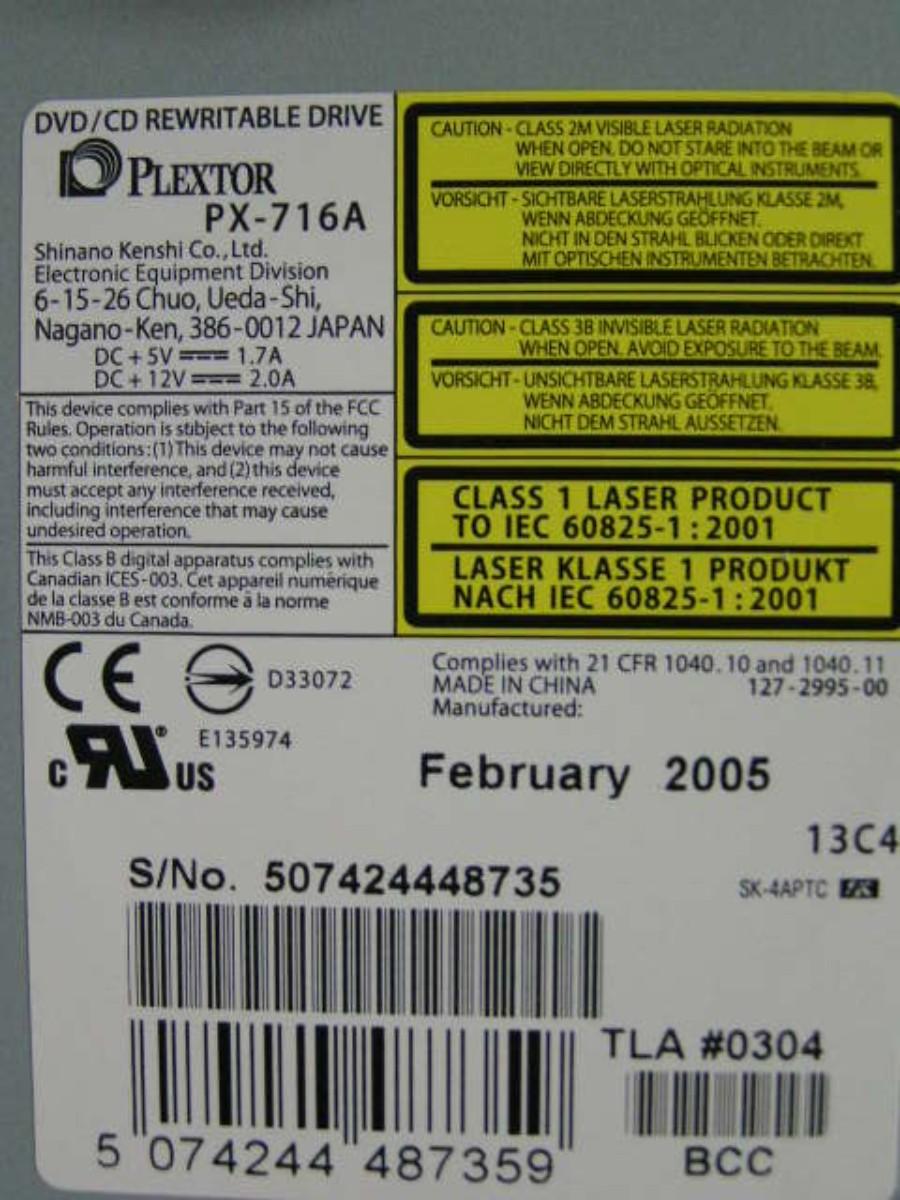 DVD/CD REWRITABLE DRIVE
PLEXTOR
PX-716A
Shinano Kenshi Co., Ltd.
Electronic Equipment Division
6-15-26 Chuo, Ueda-Shi,
Nagano-Ken, 386-0012 JAPAN
DC + 5V 1.7A
DC + 12V 2.0A
This device complies with Part 15 of the FCC
Rules. Operation is subject to the following
two conditions: (1) This device may not cause
harmful interference, and (2) this device
must accept any interference received,
including interference that may cause
undesired operation.
This Class B digital apparatus complies with
Canadian ICES-003. Cet appareil numérique
de la classe B est conforme à la norme
NMB-003 du Canada.
CAUTION - CLASS 2M VISIBLE LASER RADIATION
WHEN OPEN. DO NOT STARE INTO THE BEAM OR
VIEW DIRECTLY WITH OPTICAL INSTRUMENTS.
VORSICHT - SICHTBARE LASERSTRAHLUNG KLASSE 2M,
WENN ABDECKUNG GEÖFFNET.
NICHT IN DEN STRAHL BLICKEN ODER DIREKT
MIT OPTISCHEN INSTRUMENTEN BETRACHTEN.
CAUTION - CLASS 3B INVISIBLE LASER RADIATION
WHEN OPEN. AVOID EXPOSURE TO THE BEAM.
VORSICHT - UNSICHTBARE LASERSTRAHLUNG KLASSE 3B,
WENN ABDECKUNG GEÖFFNET.
NICHT DEM STRAHL AUSSETZEN.
CLASS 1 LASER PRODUCT
TO IEC 60825-1 : 2001
LASER KLASSE 1 PRODUKT
NACH IEC 60825-1 : 2001
CE
D33072
E135974
c RU® US
Complies with 21 CFR 1040.10 and 1040.11
MADE IN CHINA 127-2995-00
Manufactured:
February 2005
13C4
SK-4APTC
S/No. 507424448735
TLA #0304
5 074244 487359
BCC